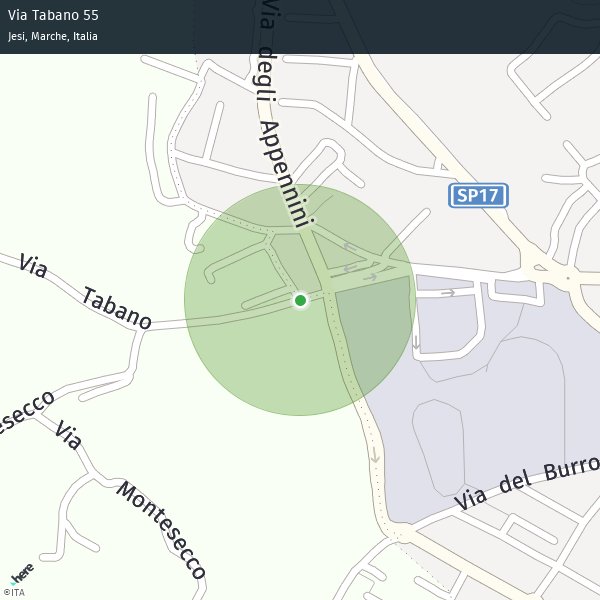 Via Tabano 55
Jesi, Marche, Italia
Via degli Appennini
SP17
Via Tabano
esecco
Via Montesecco
Via del Burro
here
©ITA